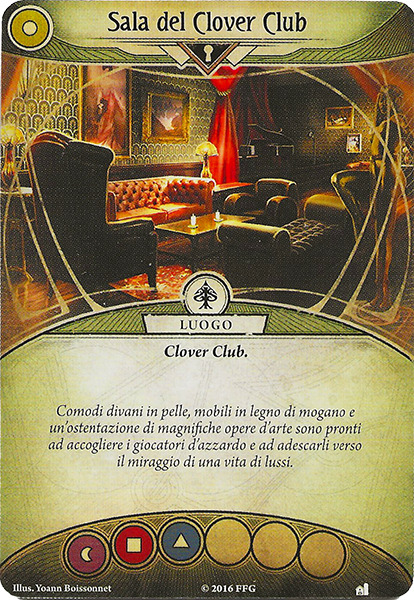 Sala del Clover Club
LUOGO
Clover Club.
Comodi divani in pelle, mobili in legno di mogano e
un'ostentazione di magnifiche opere d'arte sono pronti
ad accogliere i giocatori d'azzardo e ad adescarli verso
il miraggio di una vita di lussi.
Illus. Yoann Boissonnet
© 2016 FFG